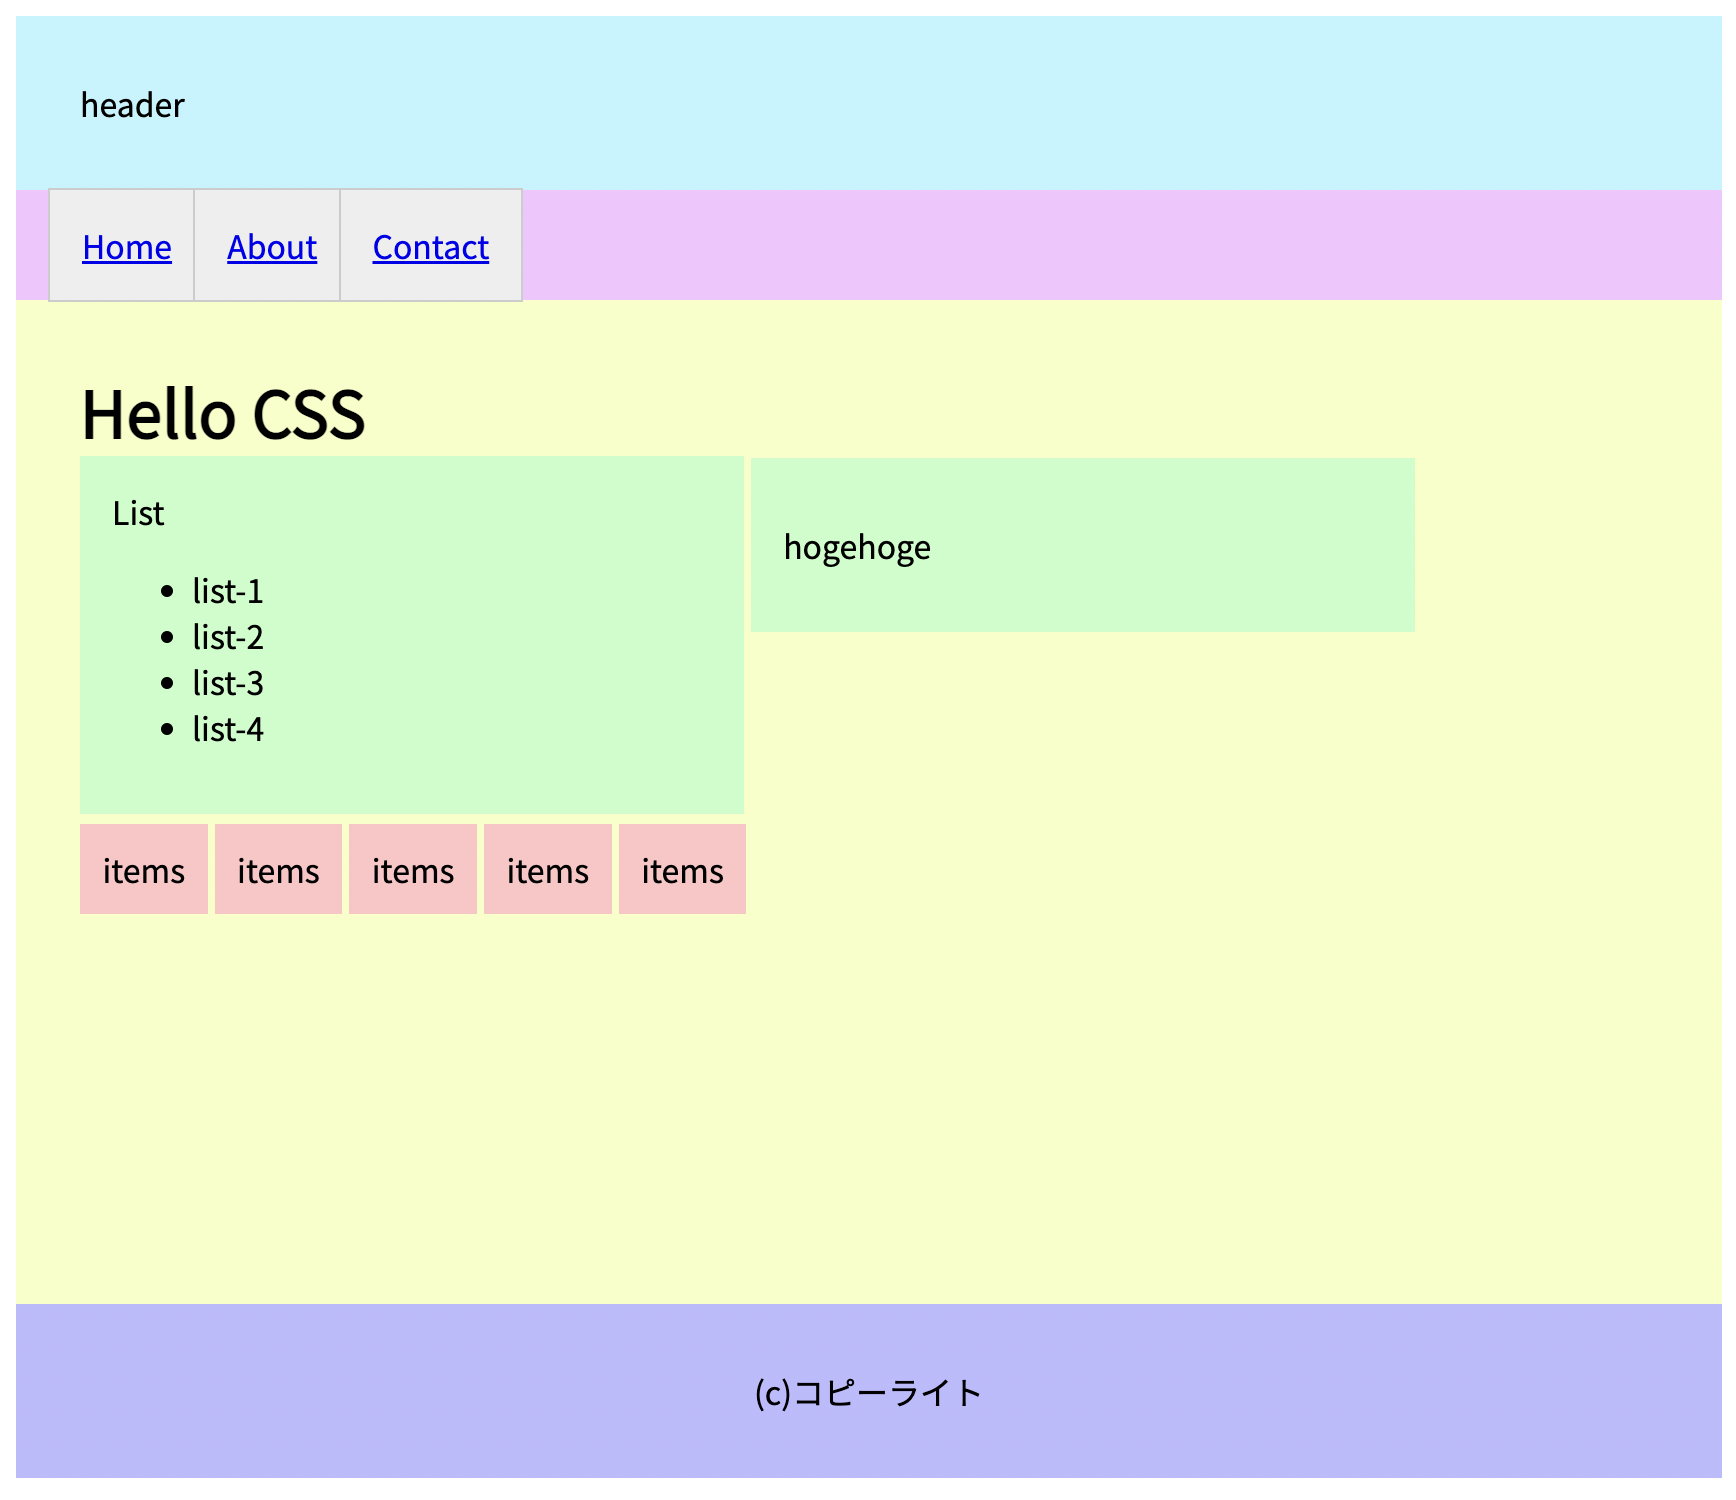 header
Home About Contact
Hello CSS
List
list-1
list-2
list-3
list-4
hogehoge
items items items items items
(c)コピーライト